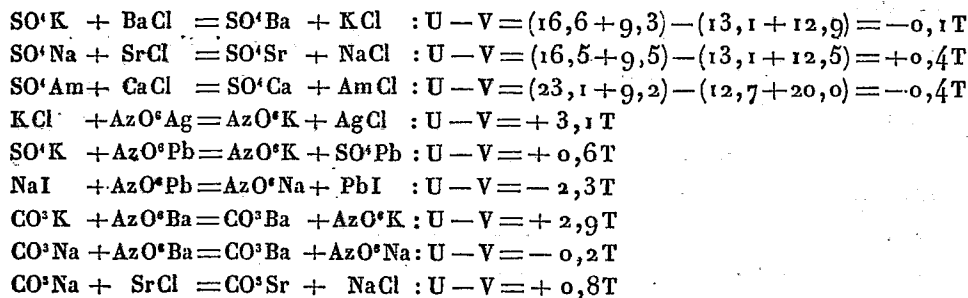 SO⁴K + BaCl = SO⁴Ba + KCl : U — V = (16,6 + 9,3) — (13,1 + 12,9) = —0,1T
SO⁴Na + SrCl = SO⁴Sr + NaCl : U — V = (16,5 + 9,5) — (13,1 + 12,5) = +0,4T
SO⁴Am + CaCl = SO⁴Ca + AmCl : U — V = (23,1 + 9,2) — (12,7 + 20,0) = —0,4T
KCl + AzO⁶Ag = AzO⁶K + AgCl : U — V = + 3,1T
SO⁴K + AzO⁶Pb = AzO⁶K + SO⁴Pb : U — V = + 0,6T
NaI + AzO⁶Pb = AzO⁶Na + PbI : U — V = — 2,3T
CO³K + AzO⁶Ba = CO³Ba + AzO⁶K : U — V = + 2,9T
CO³Na + AzO⁶Ba = CO³Ba + AzO⁶Na : U — V = — 0,2T
CO³Na + SrCl = CO³Sr + NaCl : U — V = + 0,8T